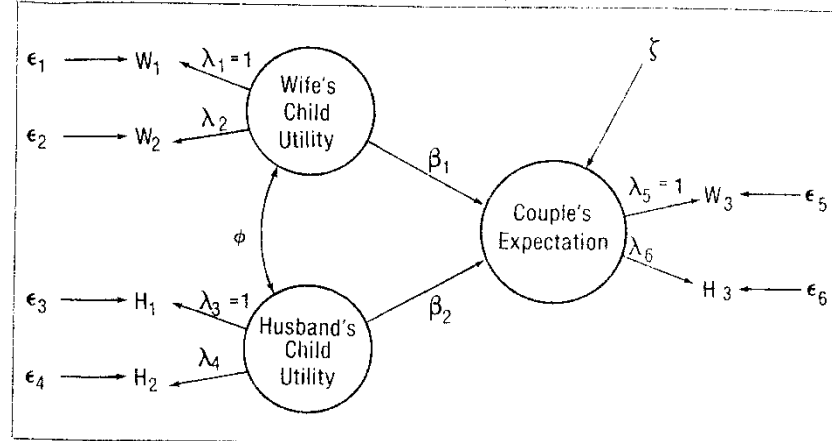 ϵ₁ W₁ λ₁ = 1
ϵ₂ W₂ λ₂
Wife's
Child
Utility
ζ
β₁
ϕ
Couple's
Expectation
λ₅ = 1 W₃ ϵ₅
λ₆ H₃ ϵ₆
β₂
ϵ₃ H₁ λ₃ = 1
ϵ₄ H₂ λ₄
Husband's
Child
Utility